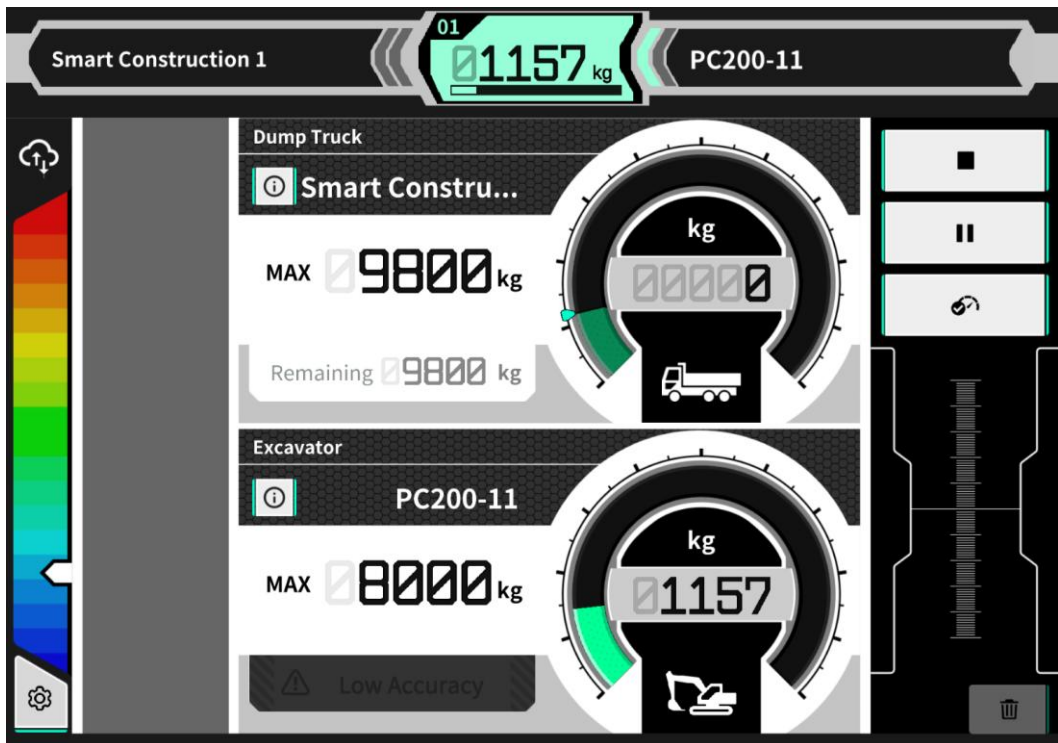 Smart Construction 1
01
01157 kg
PC200-11
Dump Truck
Smart Constru...
MAX 09800 kg
Remaining 09800 kg
kg
00000
Excavator
PC200-11
MAX 08000 kg
Low Accuracy
kg
01157